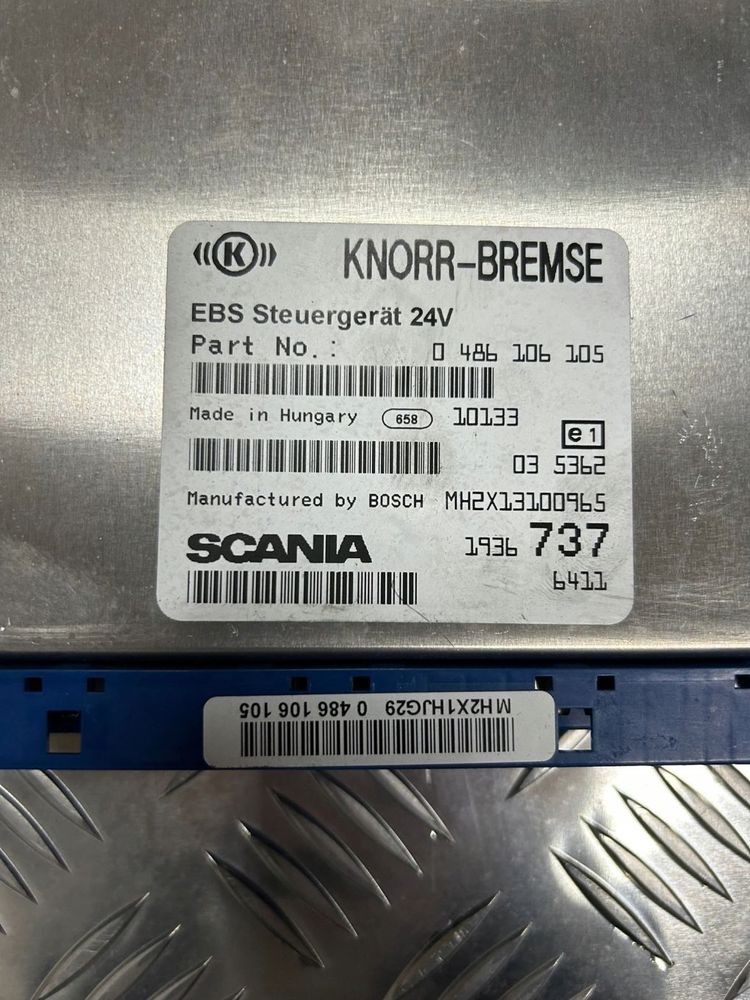 K KNORR-BREMSE
EBS Steuergerät 24V
Part No.: 0 486 106 105
Made in Hungary 658 10133
e1
03 5362
Manufactured by BOSCH MH2X13100965
SCANIA 1936 737
6411
MH2X1HJG29 0 486 106 105